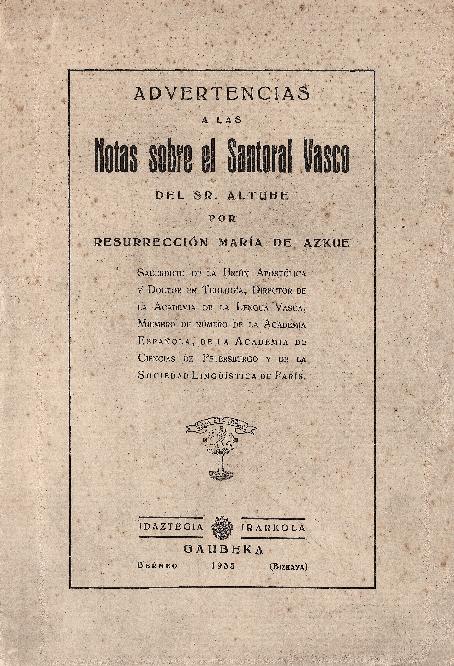 ADVERTENCIAS
A LAS
Notas sobre el Santoral Vasco
DEL SR. ALTUBE
POR
RESURRECCIÓN MARÍA DE AZKUE
SACERDOTE DE LA UNIÓN APOSTÓLICA
Y DOCTOR EN TEOLOGÍA, DIRECTOR DE
LA ACADEMIA DE LA LENGUA VASCA,
MIEMBRO DE NÚMERO DE LA ACADEMIA
ESPAÑOLA, DE LA ACADEMIA DE
CIENCIAS DE PETERSBURGO Y DE LA
SOCIEDAD LINGÜÍSTICA DE PARÍS.
IDAZTEGIA IRARKOLA
GAUBEKA
BERMEO 1933 (BIZKAYA)